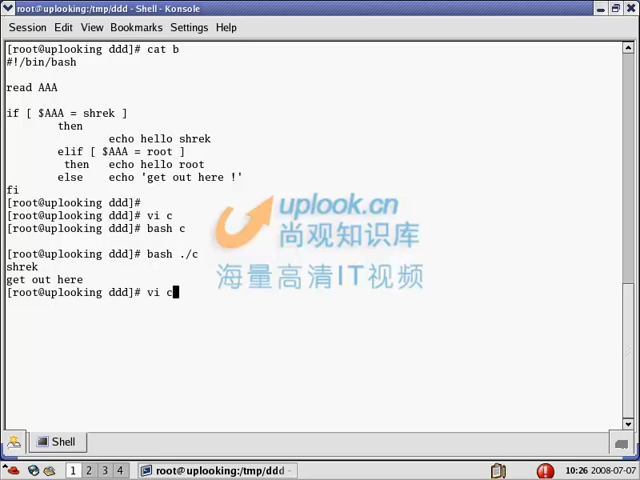 root@uplooking:/tmp/ddd - Shell - Konsole
Session Edit View Bookmarks Settings Help
[root@uplooking ddd]# cat b
#!/bin/bash
read AAA
if [ $AAA = shrek ]
then
echo hello shrek
elif [ $AAA = root ]
then echo hello root
else echo 'get out here !'
fi
[root@uplooking ddd]#
[root@uplooking ddd]# vi c
[root@uplooking ddd]# bash c
[root@uplooking ddd]# bash ./c
shrek
get out here
[root@uplooking ddd]# vi c
uplook.cn
尚观知识库
海量高清IT视频
Shell
1 2 3 4 root@uplooking:/tmp/ddd - 10:26 2008-07-07